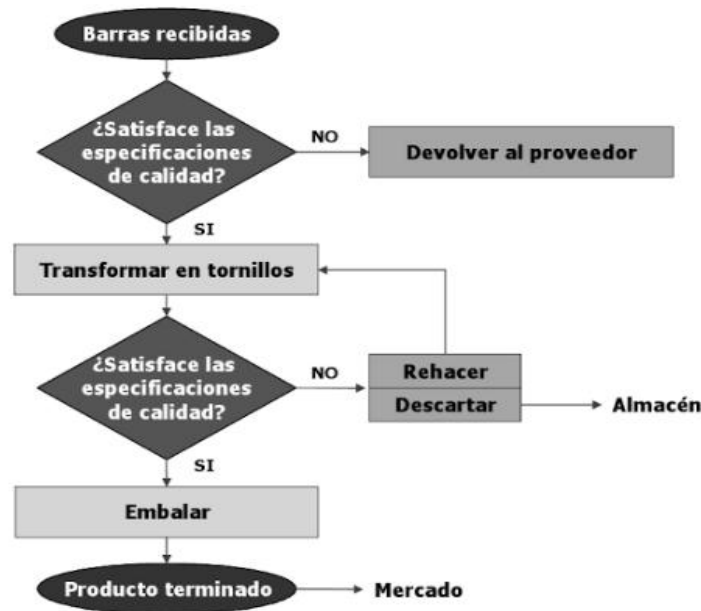 Barras recibidas
¿Satisface las
especificaciones
de calidad?
NO
Devolver al proveedor
SI
Transformar en tornillos
¿Satisface las
especificaciones
de calidad?
NO
Rehacer
Descartar
Almacén
SI
Embalar
Producto terminado
Mercado